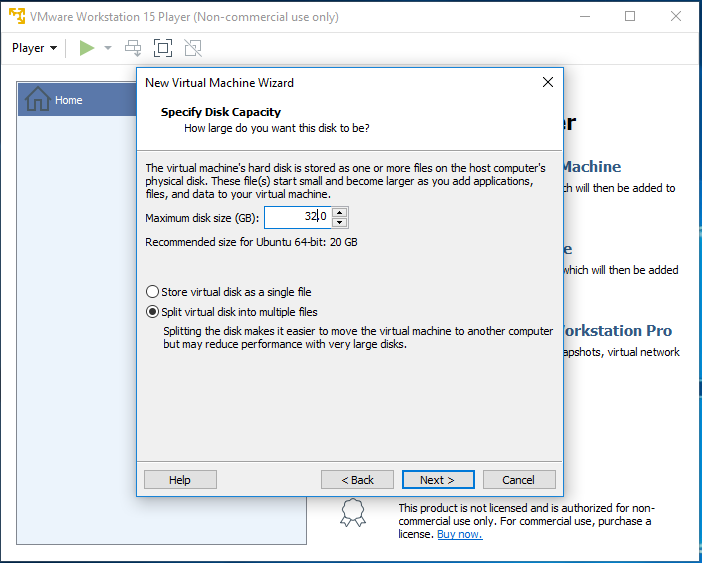 VMware Workstation 15 Player (Non-commercial use only)
Player
Home
New Virtual Machine Wizard
Specify Disk Capacity
How large do you want this disk to be?
The virtual machine's hard disk is stored as one or more files on the host computer's
physical disk. These file(s) start small and become larger as you add applications,
files, and data to your virtual machine.
Maximum disk size (GB): 32.0
Recommended size for Ubuntu 64-bit: 20 GB
Store virtual disk as a single file
Split virtual disk into multiple files
Splitting the disk makes it easier to move the virtual machine to another computer
but may reduce performance with very large disks.
Help
< Back
Next >
Cancel
er
Machine
ch will then be added to
e
which will then be added
orkstation Pro
apshots, virtual network
This product is not licensed and is authorized for non-
commercial use only. For commercial use, purchase a
license. Buy now.